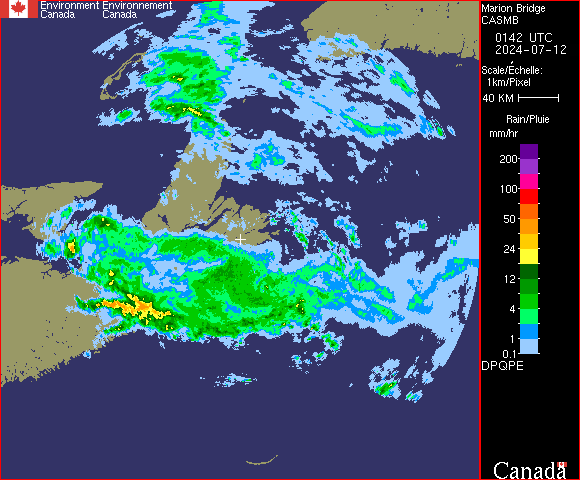 Environment Environnement
Canada Canada
Marion Bridge
CASMB
0142 UTC
2024-07-12
Scale/Échelle:
1km/Pixel
40 KM
Rain/Pluie
mm/hr
200
100
50
24
12
4
1
0.1
DPQPE
Canada